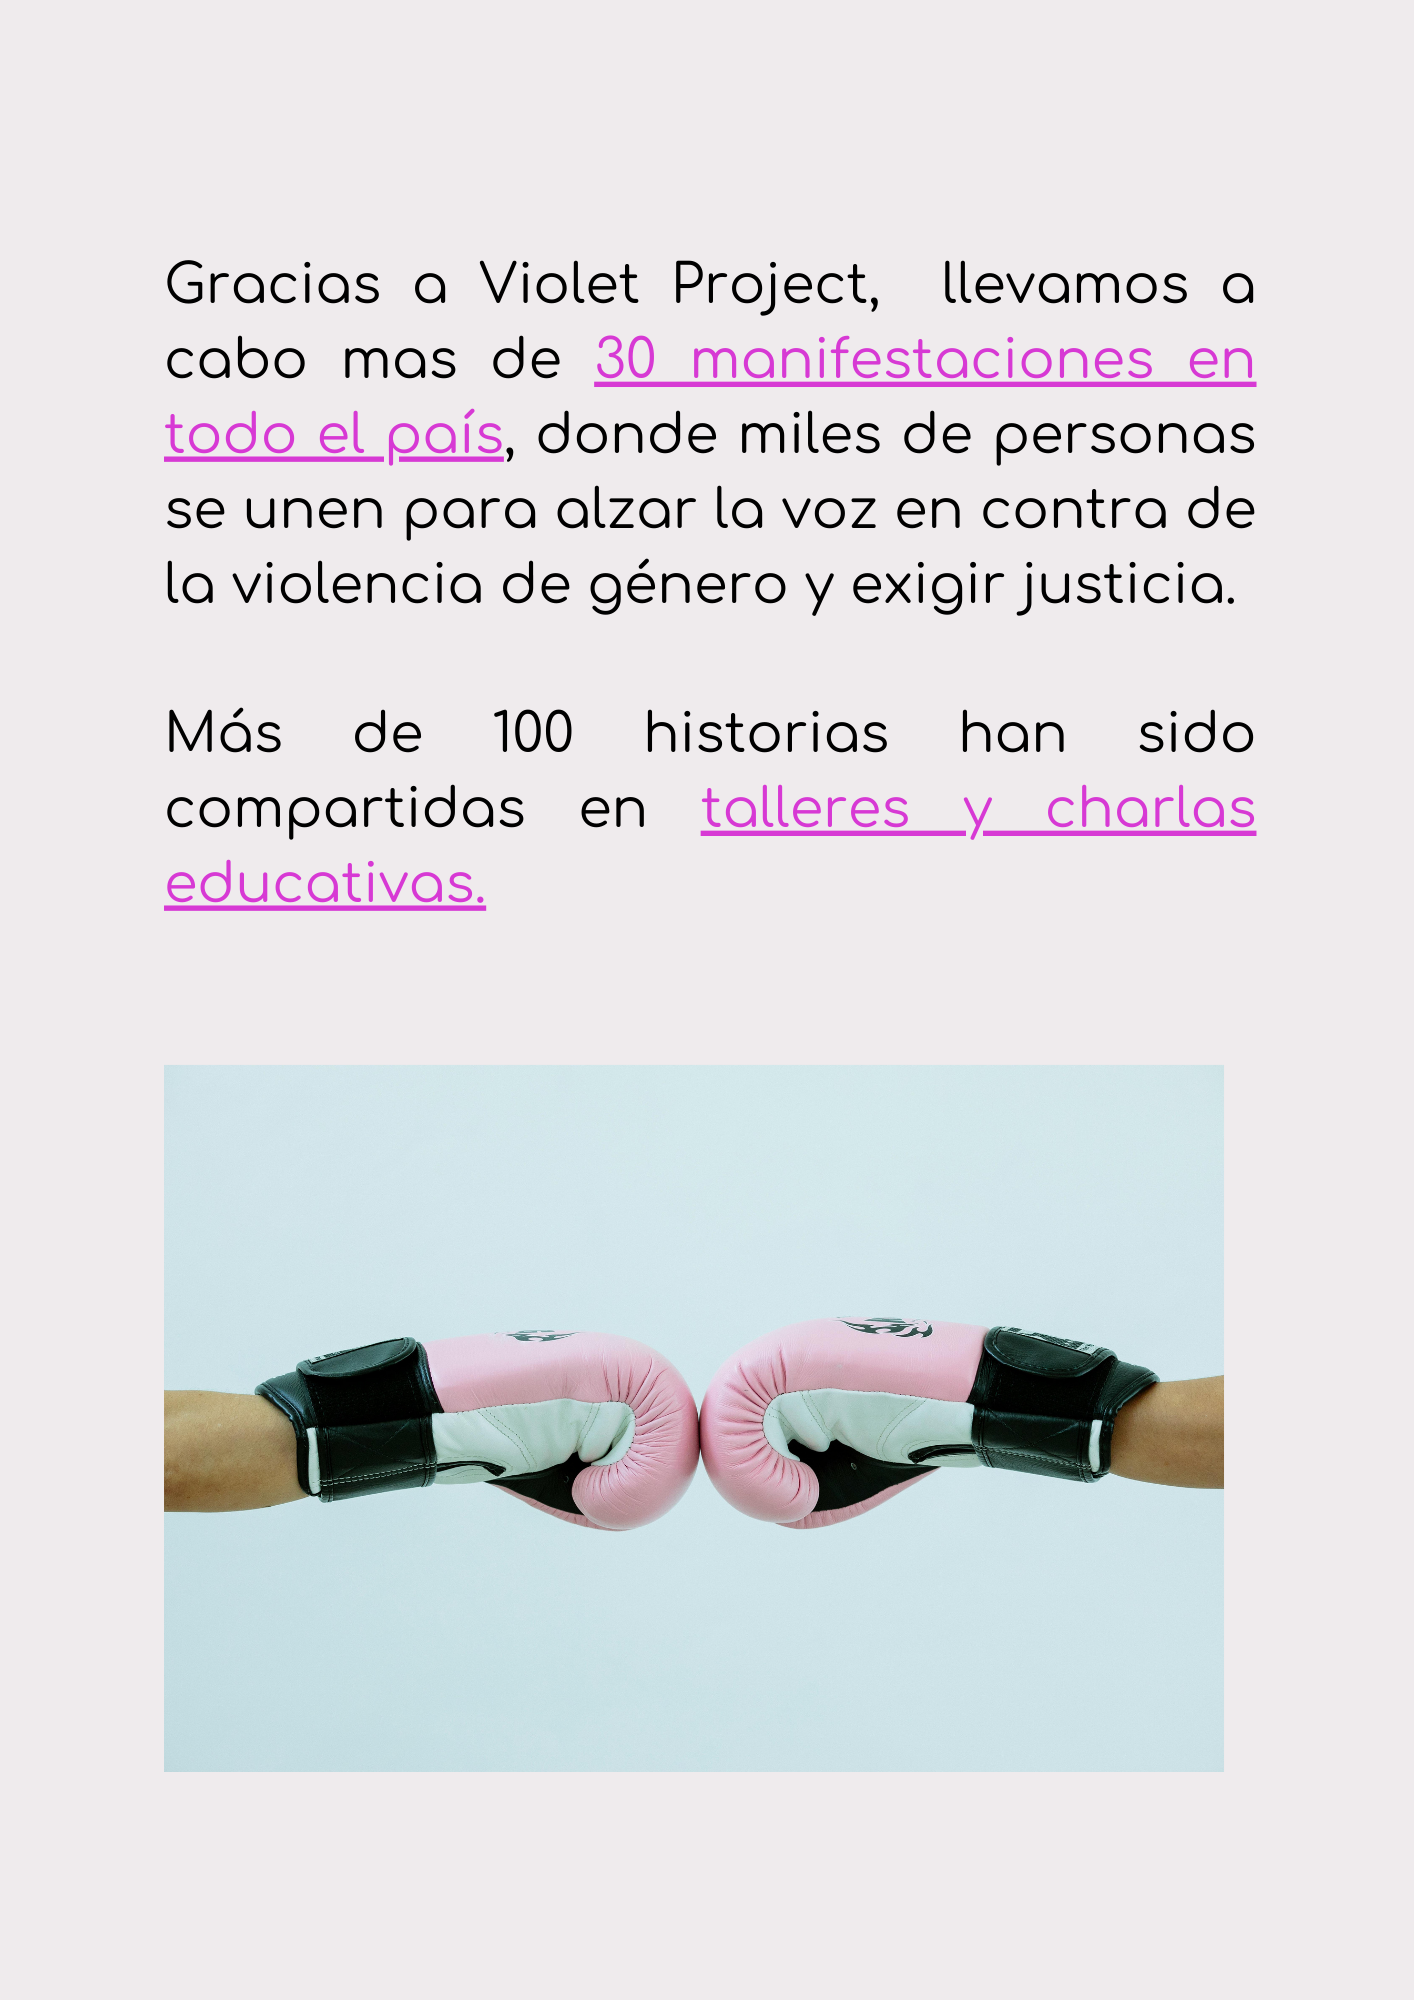 Gracias a Violet Project, llevamos a
cabo mas de 30 manifestaciones en
todo el país, donde miles de personas
se unen para alzar la voz en contra de
la violencia de género y exigir justicia.
Más de 100 historias han sido
compartidas en talleres y charlas
educativas.